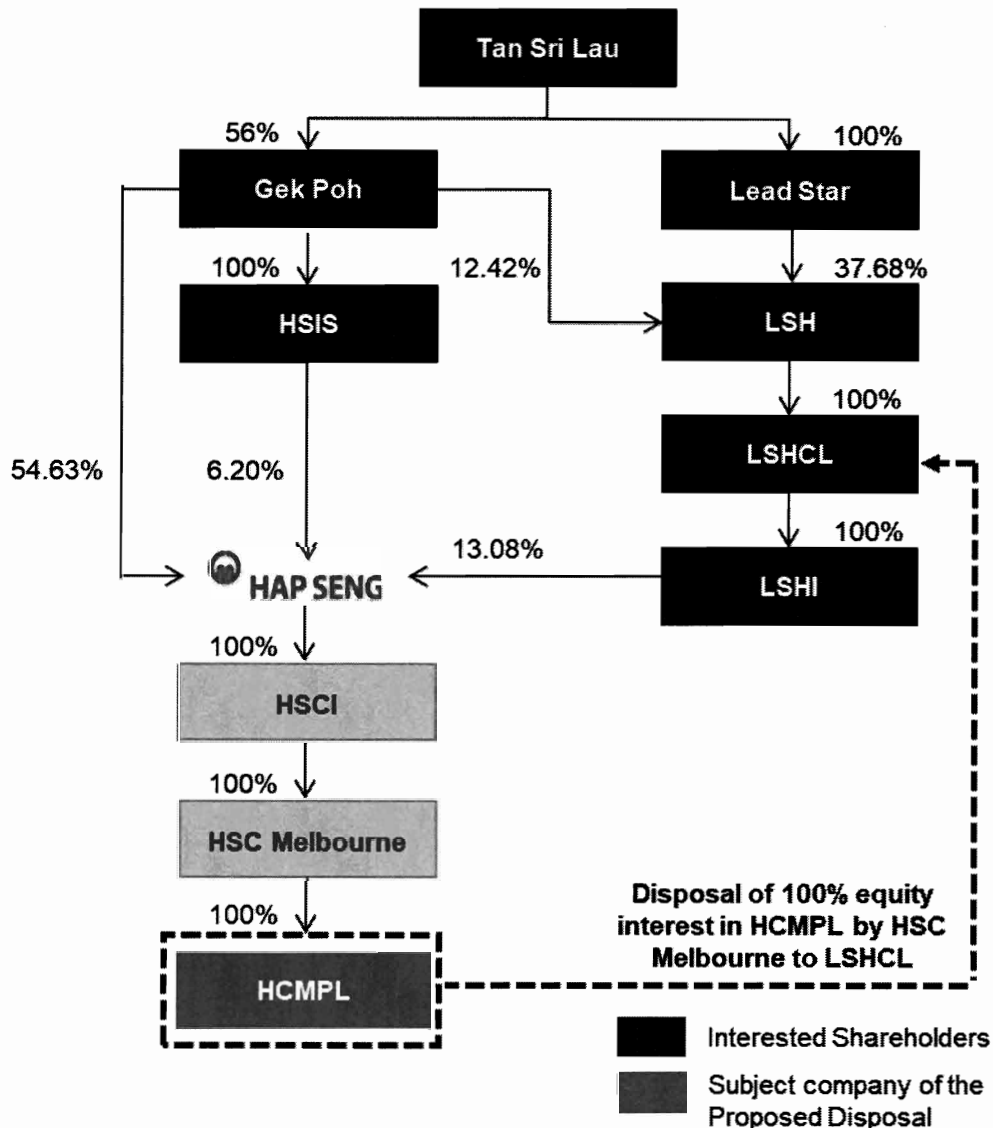 Tan Sri Lau
56%
100%
Gek Poh
Lead Star
100%
12.42%
37.68%
HSIS
LSH
100%
54.63%
6.20%
LSHCL
100%
13.08%
HAP SENG
LSHI
100%
HSCI
100%
HSC Melbourne
100%
Disposal of 100% equity
interest in HCMPL by HSC
Melbourne to LSHCL
HCMPL
Interested Shareholders
Subject company of the
Proposed Disposal